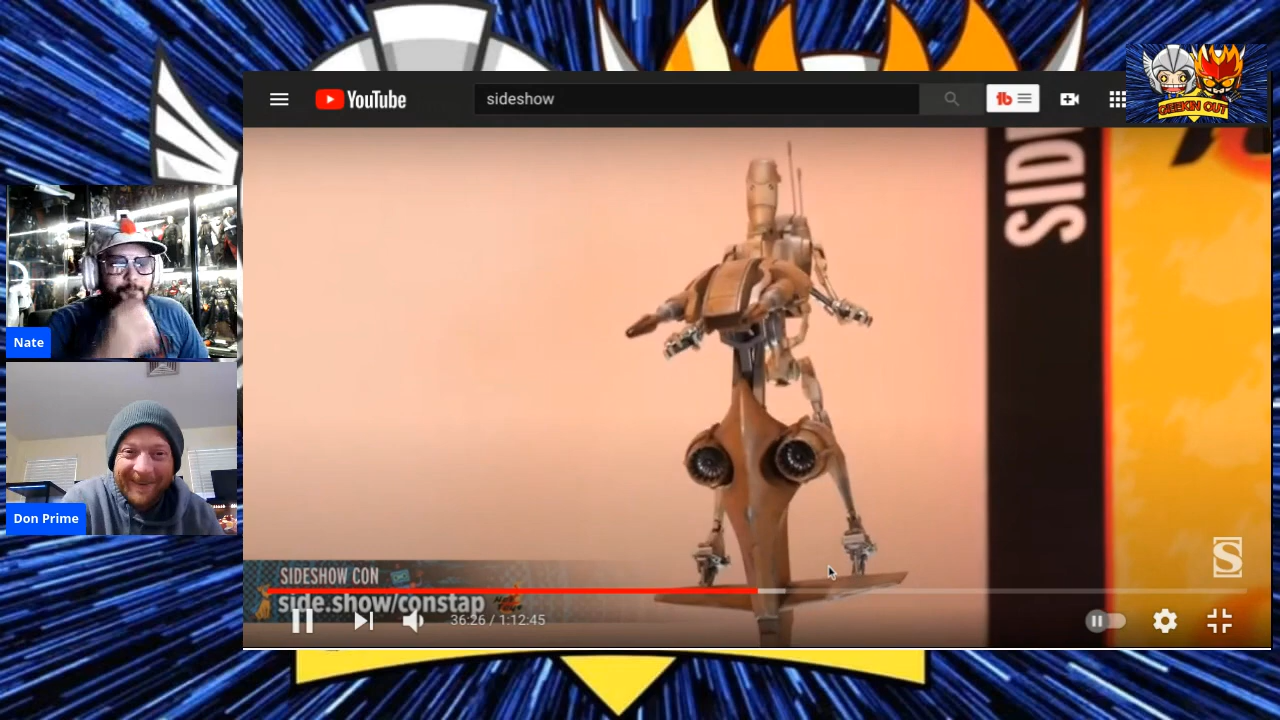 YouTube
sideshow
GEEKIN OUT
SID
Nate
Don Prime
SIDESHOW CON
side.show/constap
36:26 / 1:12:45
S